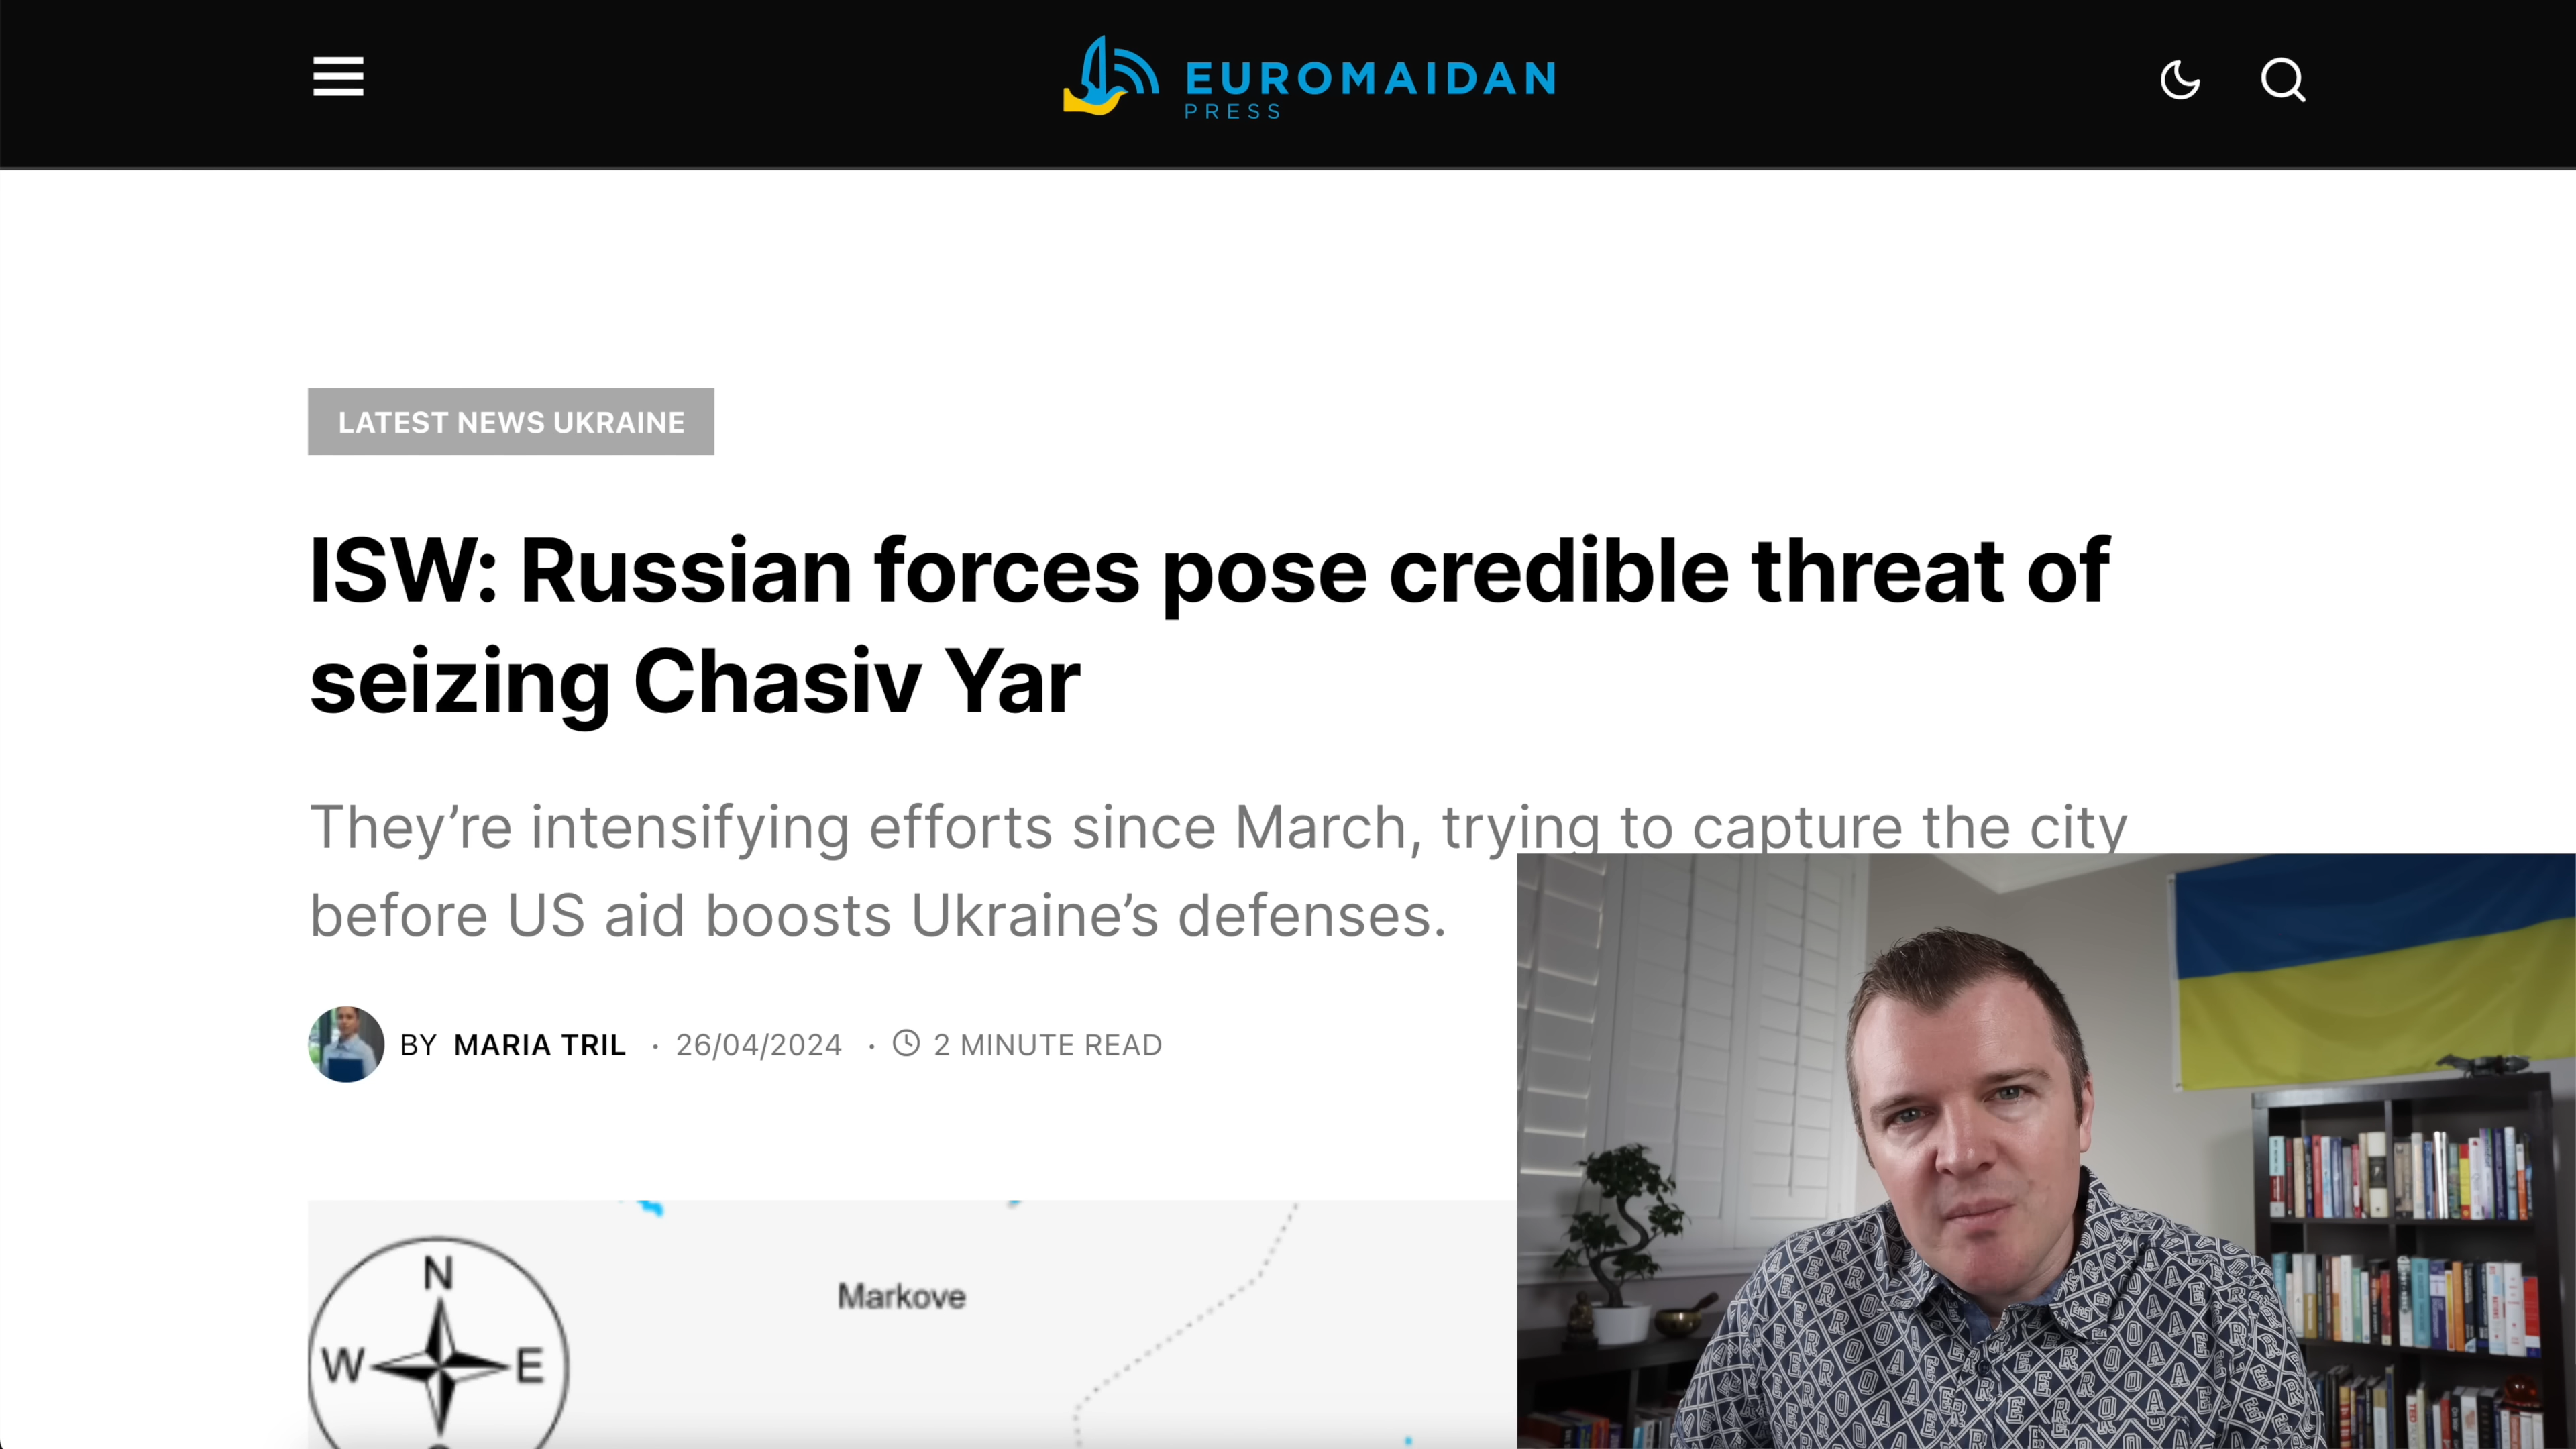 EUROMAIDAN
PRESS
LATEST NEWS UKRAINE
ISW: Russian forces pose credible threat of
seizing Chasiv Yar
They’re intensifying efforts since March, trying to capture the city
before US aid boosts Ukraine’s defenses.
BY MARIA TRIL · 26/04/2024 · 2 MINUTE READ
N
W E
Markove